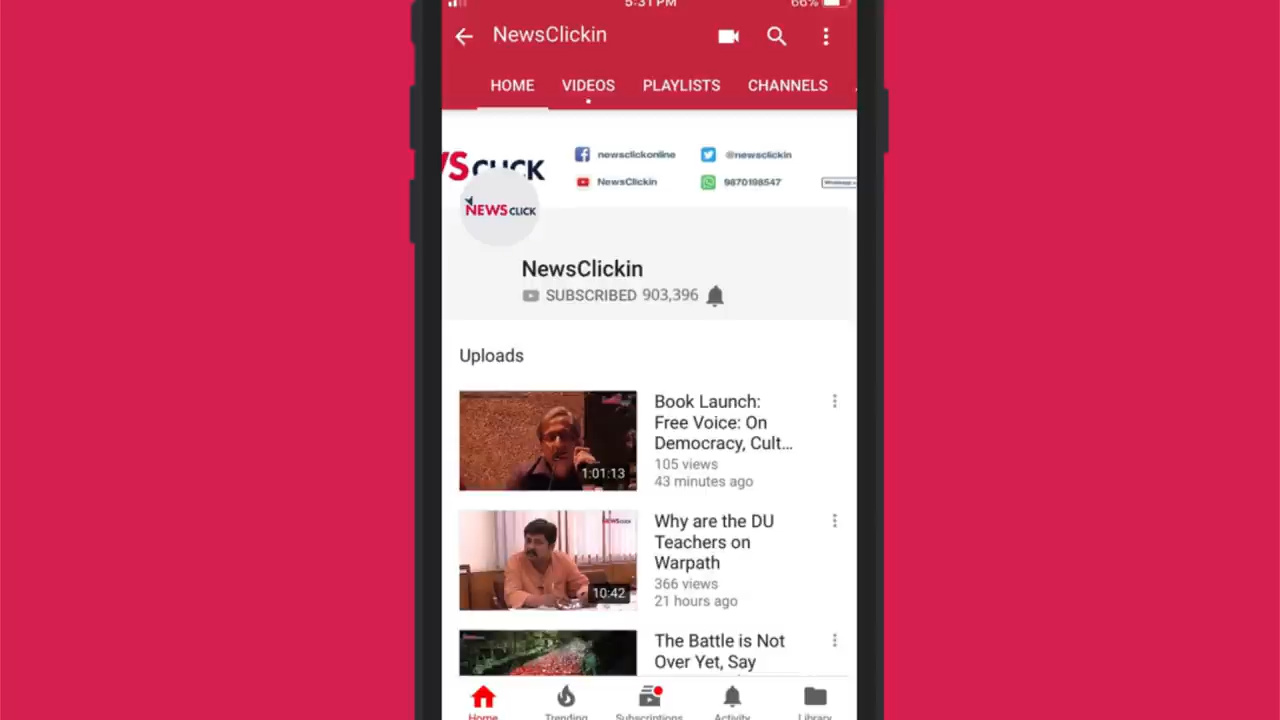 5:31 PM
66%
NewsClickin
HOME VIDEOS PLAYLISTS CHANNELS
WS CLICK
newsclickonline @newsclickin
NewsClickin 9870198547
NEWS CLICK
NewsClickin
SUBSCRIBED 903,396
Uploads
Book Launch:
Free Voice: On
Democracy, Cult...
105 views
43 minutes ago
1:01:13
Why are the DU
Teachers on
Warpath
366 views
21 hours ago
NEWSCLICK
10:42
The Battle is Not
Over Yet, Say
Home Trending Subscriptions Activity Library